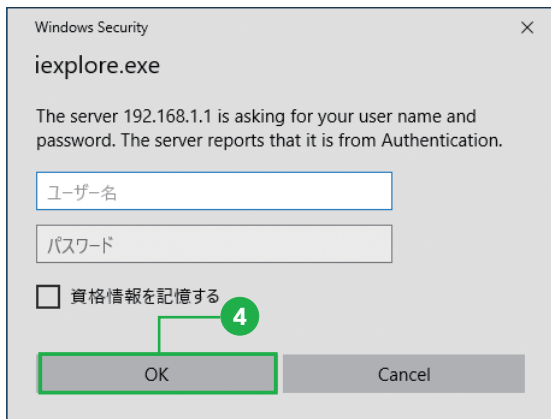 Windows Security
iexplore.exe
The server 192.168.1.1 is asking for your user name and
password. The server reports that it is from Authentication.
ユーザー名
パスワード
資格情報を記憶する
4
OK
Cancel